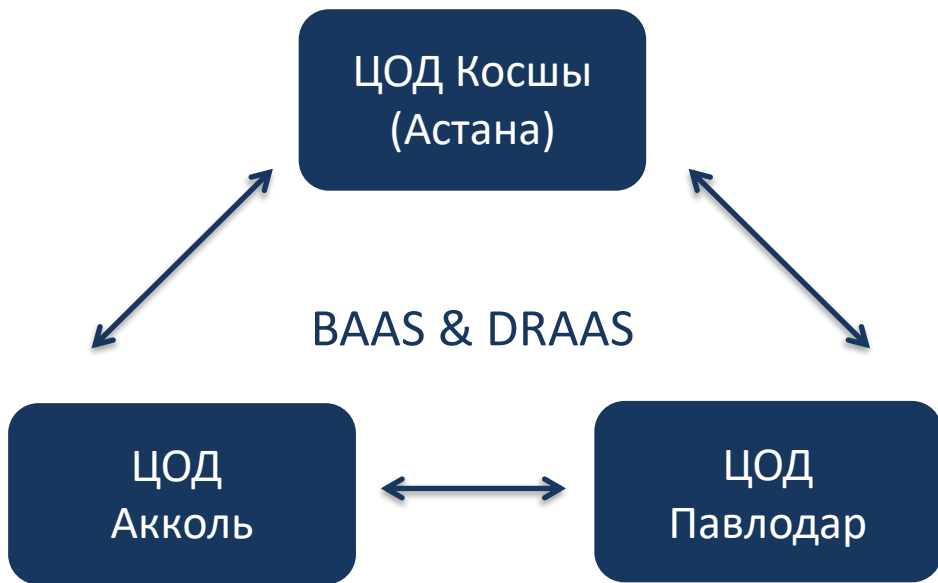 ЦОД Косшы
(Астана)
BAAS & DRAAS
ЦОД
Акколь
ЦОД
Павлодар